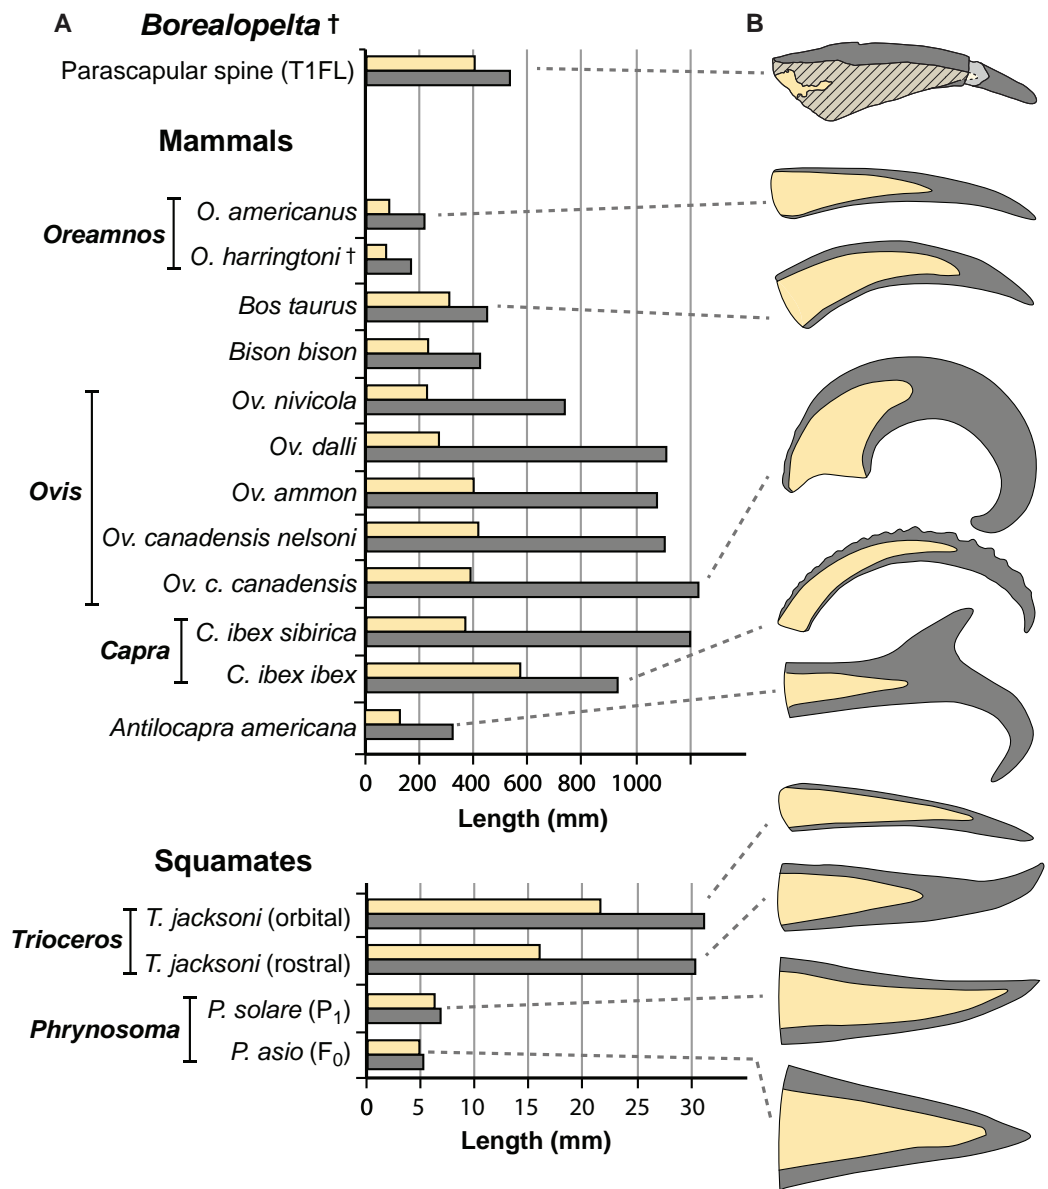 A
B
Borealopelta †
Parascapular spine (T1FL)
Mammals
Oreamnos
O. americanus
O. harringtoni †
Bos taurus
Bison bison
Ovis
Ov. nivicola
Ov. dalli
Ov. ammon
Ov. canadensis nelsoni
Ov. c. canadensis
Capra
C. ibex sibirica
C. ibex ibex
Antilocapra americana
0 200 400 600 800 1000
Length (mm)
Squamates
Trioceros
T. jacksoni (orbital)
T. jacksoni (rostral)
Phrynosoma
P. solare (P1)
P. asio (F0)
0 5 10 15 20 25 30
Length (mm)